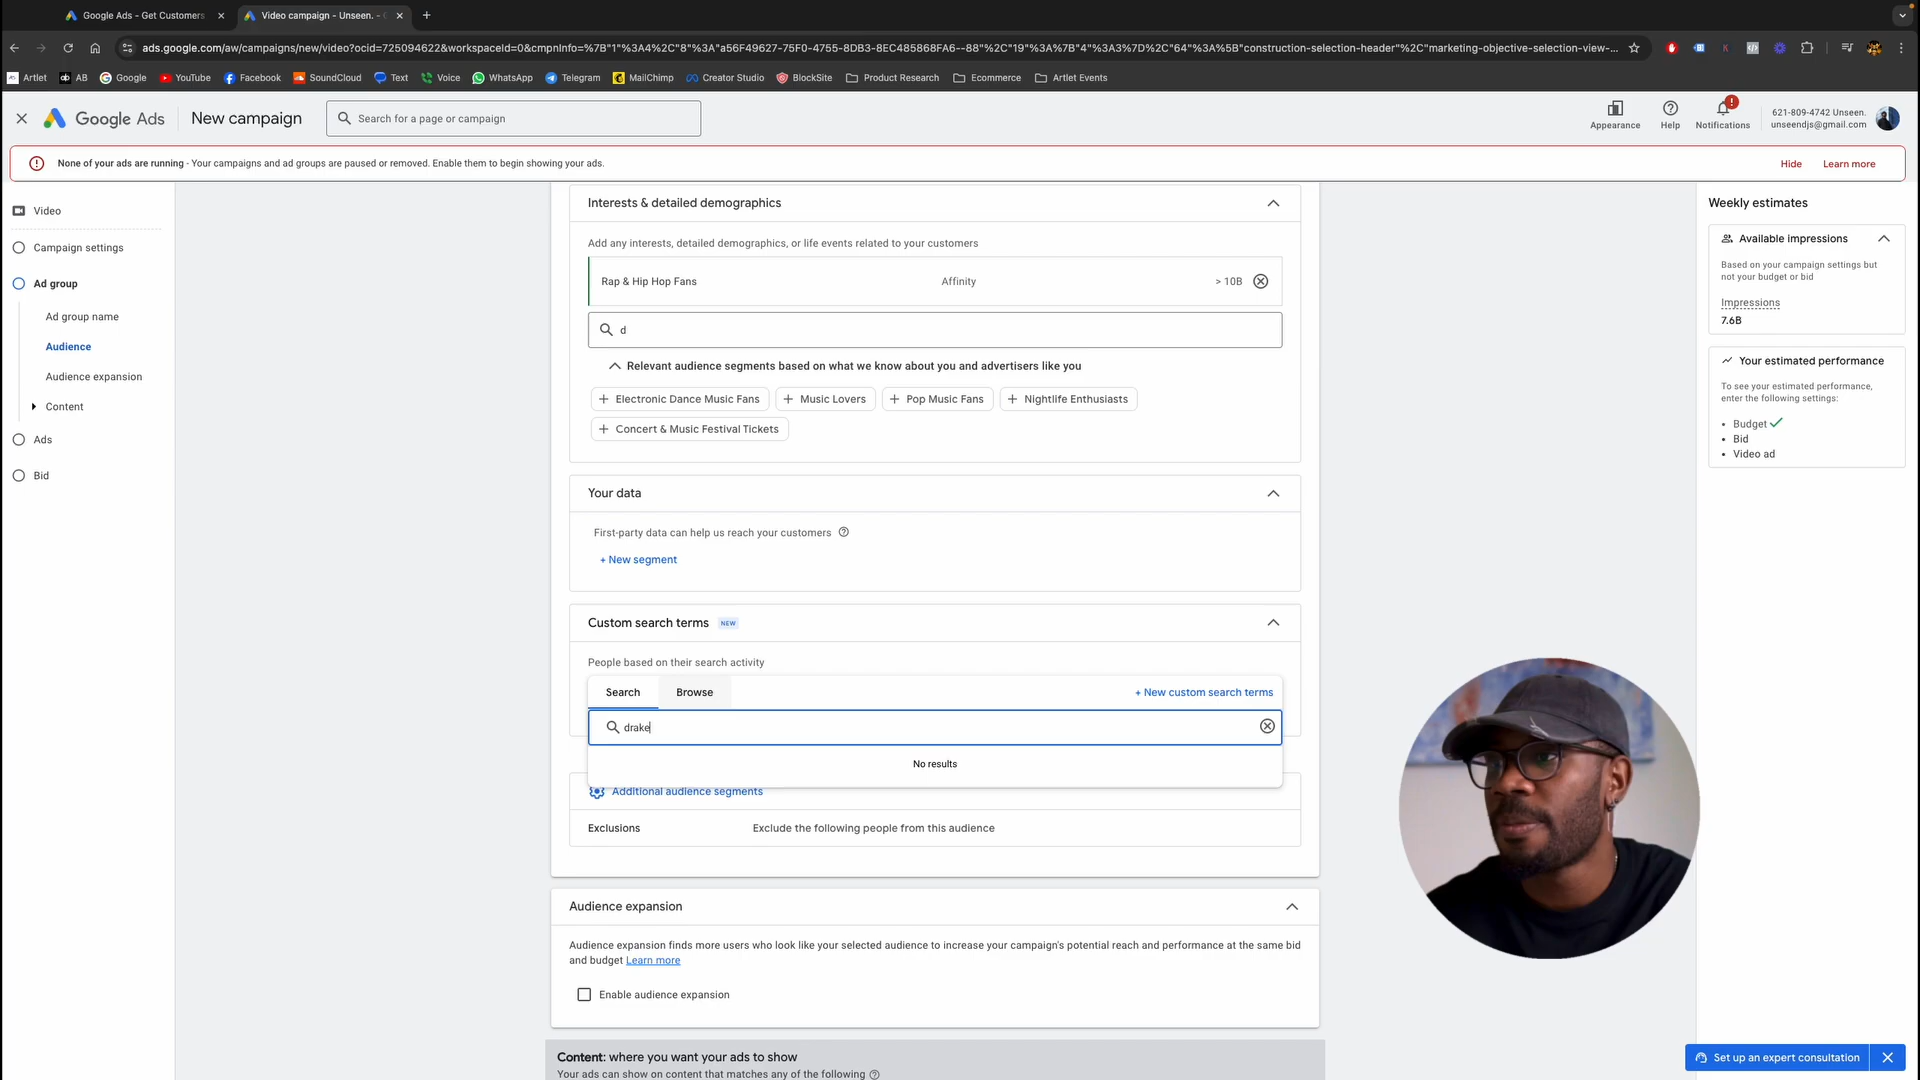 Google Ads - Get Customers
Video campaign - Unseen. -
ads.google.com/aw/campaigns/new/video?ocid=725094622&workspaceId=0&cmpnInfo=%7B"1"%3A4%2C"8"%3A"a56F49627-75F0-4755-8DB3-8EC485868FA6--88"%2C"19"%3A%7B"4"%3A3%7D%2C"64"%3A%5B"construction-selection-header"%2C"marketing-objective-selection-view-...
Artlet AB Google YouTube Facebook SoundCloud Text Voice WhatsApp Telegram MailChimp Creator Studio BlockSite Product Research Ecommerce Artlet Events
Google Ads New campaign Search for a page or campaign
Appearance Help Notifications
621-809-4742 Unseen.
unseendjs@gmail.com
None of your ads are running - Your campaigns and ad groups are paused or removed. Enable them to begin showing your ads.
Hide Learn more
Video
Campaign settings
Ad group
Ad group name
Audience
Audience expansion
Content
Ads
Bid
Interests & detailed demographics
Add any interests, detailed demographics, or life events related to your customers
Rap & Hip Hop Fans Affinity > 10B
d
Relevant audience segments based on what we know about you and advertisers like you
+ Electronic Dance Music Fans + Music Lovers + Pop Music Fans + Nightlife Enthusiasts
+ Concert & Music Festival Tickets
Your data
First-party data can help us reach your customers
+ New segment
Custom search terms NEW
People based on their search activity
Search Browse + New custom search terms
drake
No results
Additional audience segments
Exclusions Exclude the following people from this audience
Audience expansion
Audience expansion finds more users who look like your selected audience to increase your campaign's potential reach and performance at the same bid
and budget Learn more
Enable audience expansion
Content: where you want your ads to show
Your ads can show on content that matches any of the following
Weekly estimates
Available impressions
Based on your campaign settings but
not your budget or bid
Impressions
7.6B
Your estimated performance
To see your estimated performance,
enter the following settings:
• Budget
• Bid
• Video ad
Set up an expert consultation